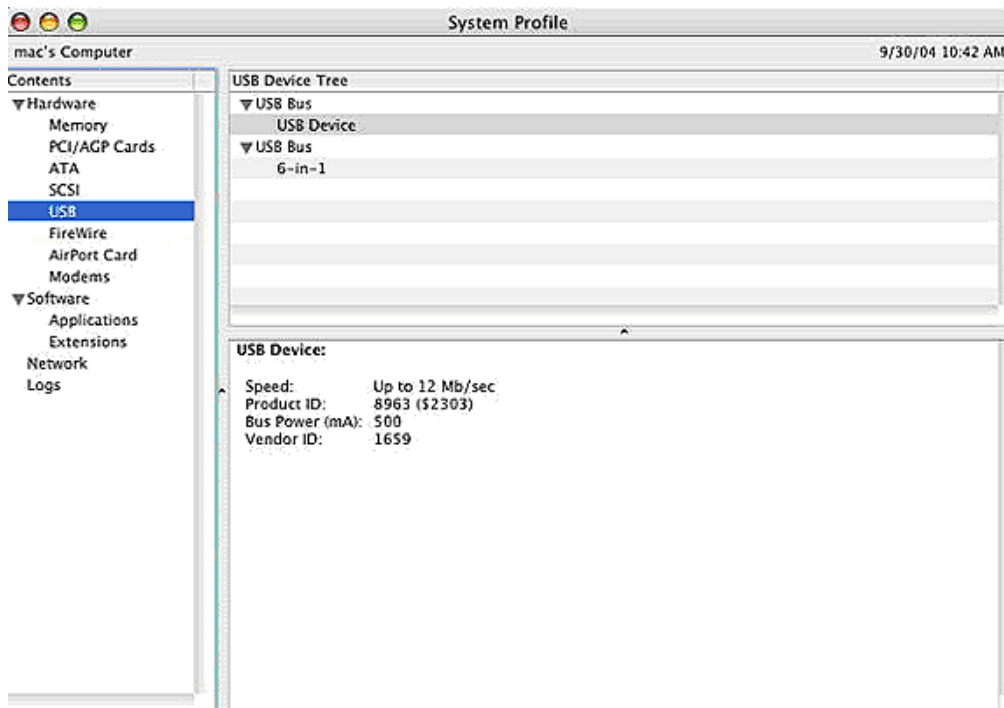 System Profile
mac's Computer
9/30/04 10:42 AM
Contents
Hardware
Memory
PCI/AGP Cards
ATA
SCSI
USB
FireWire
AirPort Card
Modems
Software
Applications
Extensions
Network
Logs
USB Device Tree
USB Bus
USB Device
USB Bus
6-in-1
USB Device:
Speed: Up to 12 Mb/sec
Product ID: 8963 ($2303)
Bus Power (mA): 500
Vendor ID: 1659